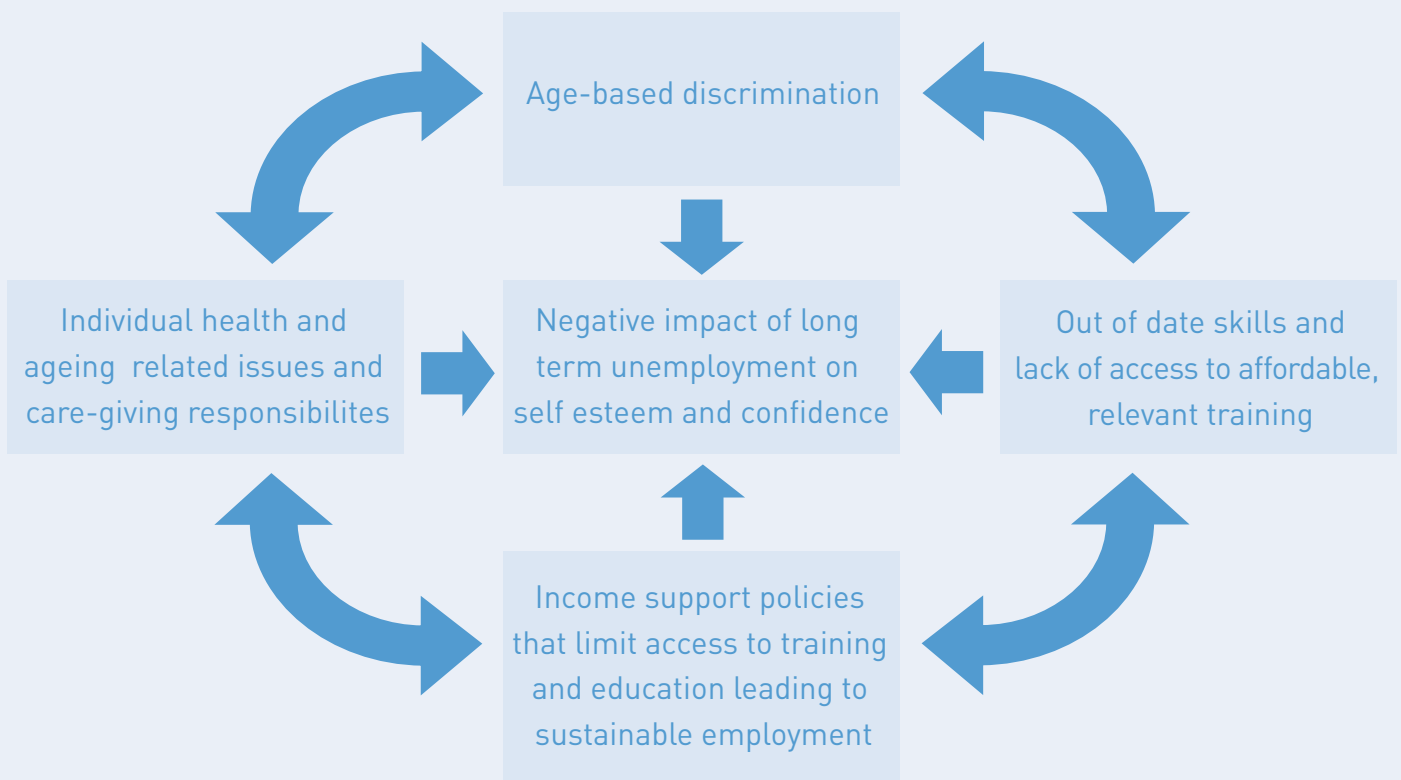 Age-based discrimination
Individual health and
ageing related issues and
care-giving responsibilites
Negative impact of long
term unemployment on
self esteem and confidence
Out of date skills and
lack of access to affordable,
relevant training
Income support policies
that limit access to training
and education leading to
sustainable employment